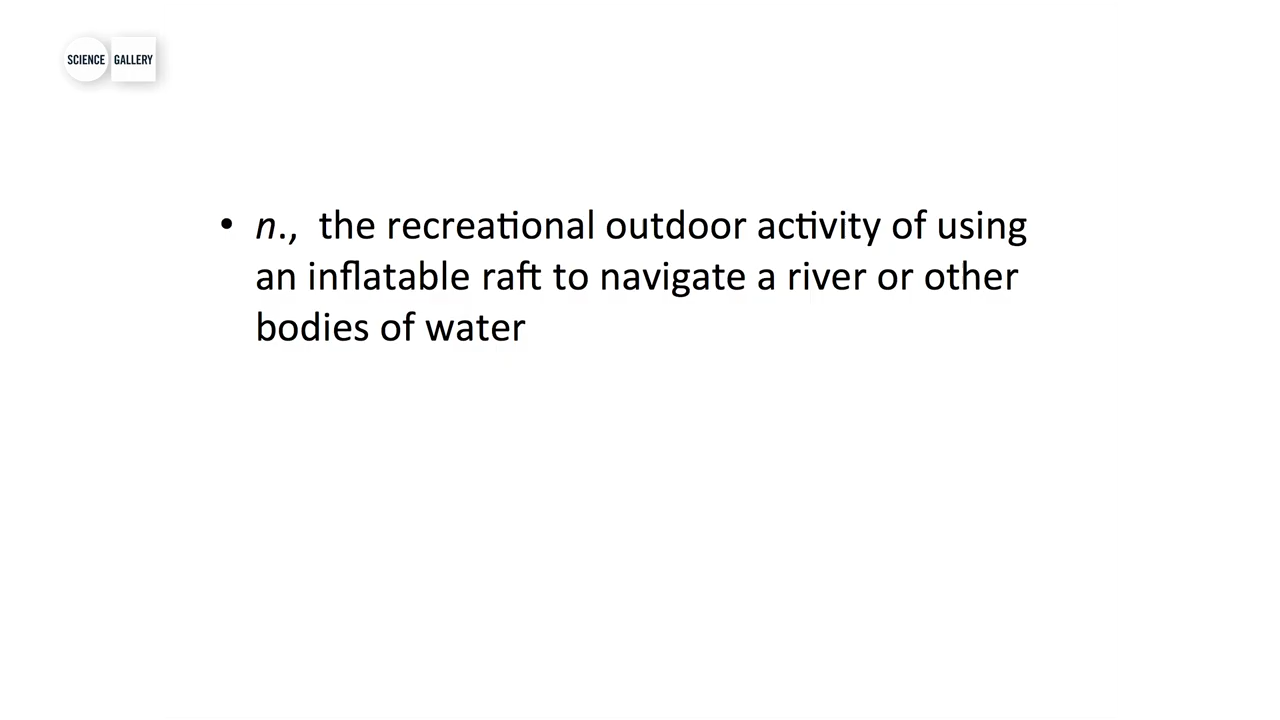 SCIENCE GALLERY
• n.,  the recreational outdoor activity of using
an inflatable raft to navigate a river or other
bodies of water